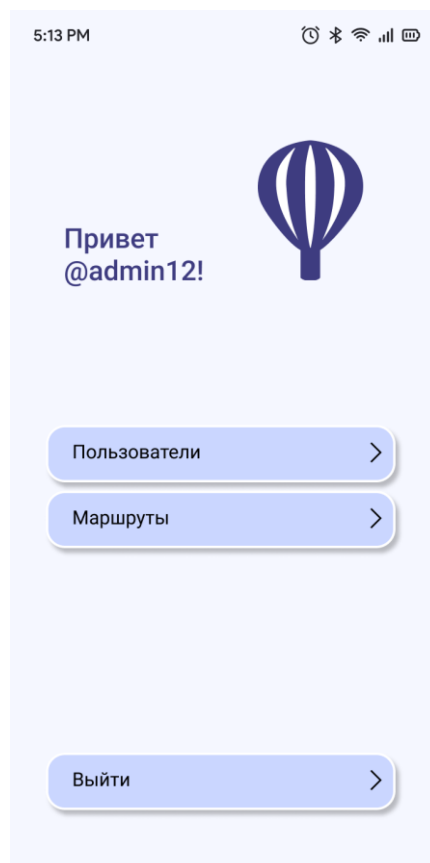 5:13 PM
Привет
@admin12!
Пользователи
Маршруты
Выйти